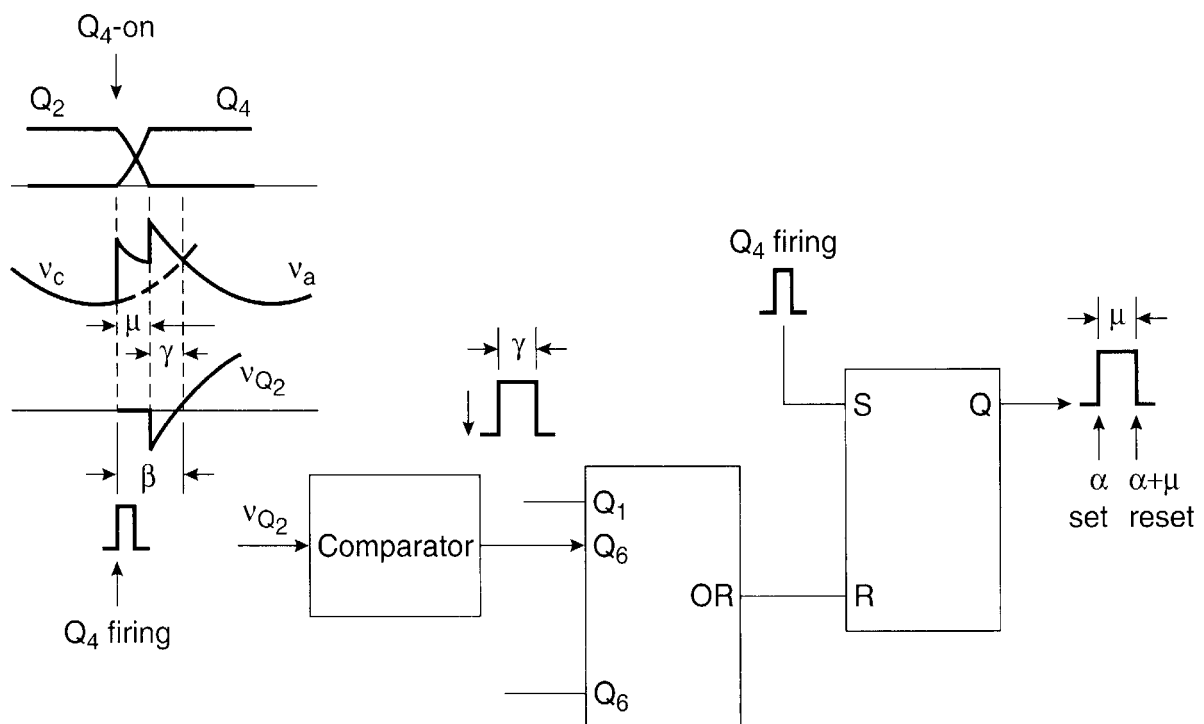 Q4-on
Q2
Q4
νc
νa
μ
γ
νQ2
β
Q4 firing
γ
νQ2
Comparator
Q1
Q6
OR
Q6
Q4 firing
S
Q
R
μ
α
α+μ
set
reset